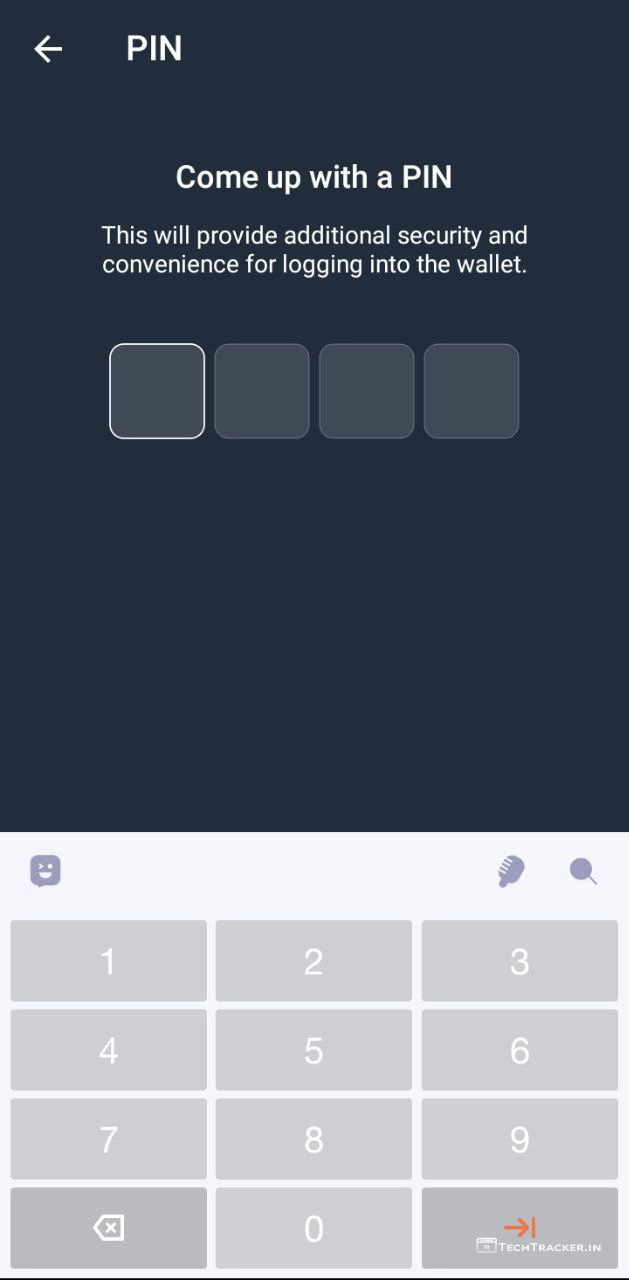 PIN
Come up with a PIN
This will provide additional security and
convenience for logging into the wallet.
1 2 3
4 5 6
7 8 9
0
TECHTRACKER.IN